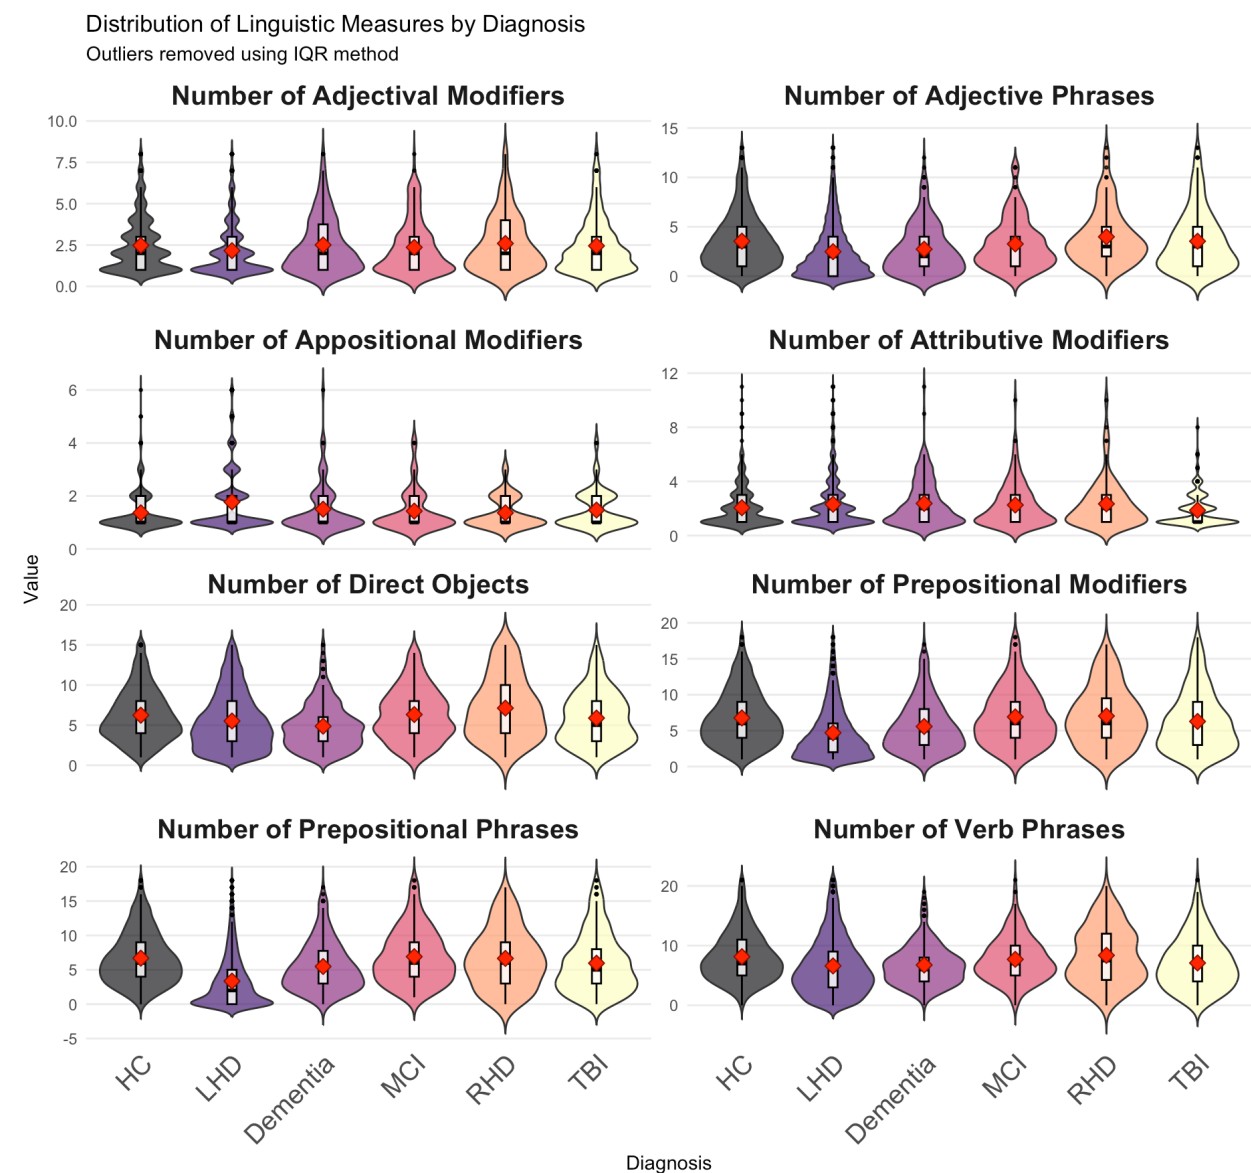 Distribution of Linguistic Measures by Diagnosis
Outliers removed using IQR method
Number of Adjectival Modifiers
10.0
7.5
5.0
2.5
0.0
Number of Adjective Phrases
15
10
5
0
Number of Appositional Modifiers
6
4
2
0
Number of Attributive Modifiers
12
8
4
0
Value
Number of Direct Objects
20
15
10
5
0
Number of Prepositional Modifiers
20
15
10
5
0
Number of Prepositional Phrases
20
15
10
5
0
-5
Number of Verb Phrases
20
10
0
HC
LHD
Dementia
MCI
RHD
TBI
HC
LHD
Dementia
MCI
RHD
TBI
Diagnosis